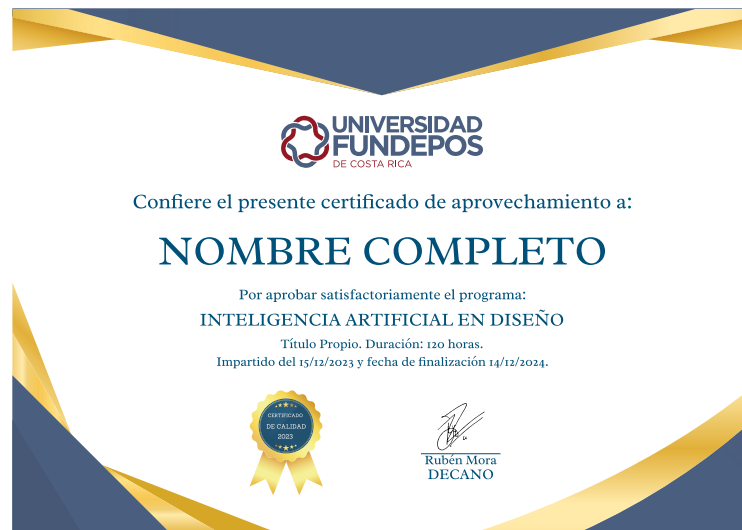 UNIVERSIDAD
FUNDEPOS
DE COSTA RICA
Confiere el presente certificado de aprovechamiento a:
NOMBRE COMPLETO
Por aprobar satisfactoriamente el programa:
INTELIGENCIA ARTIFICIAL EN DISEÑO
Título Propio. Duración: 120 horas.
Impartido del 15/12/2023 y fecha de finalización 14/12/2024.
CERTIFICADO
DE CALIDAD
2023
Rubén Mora
DECANO